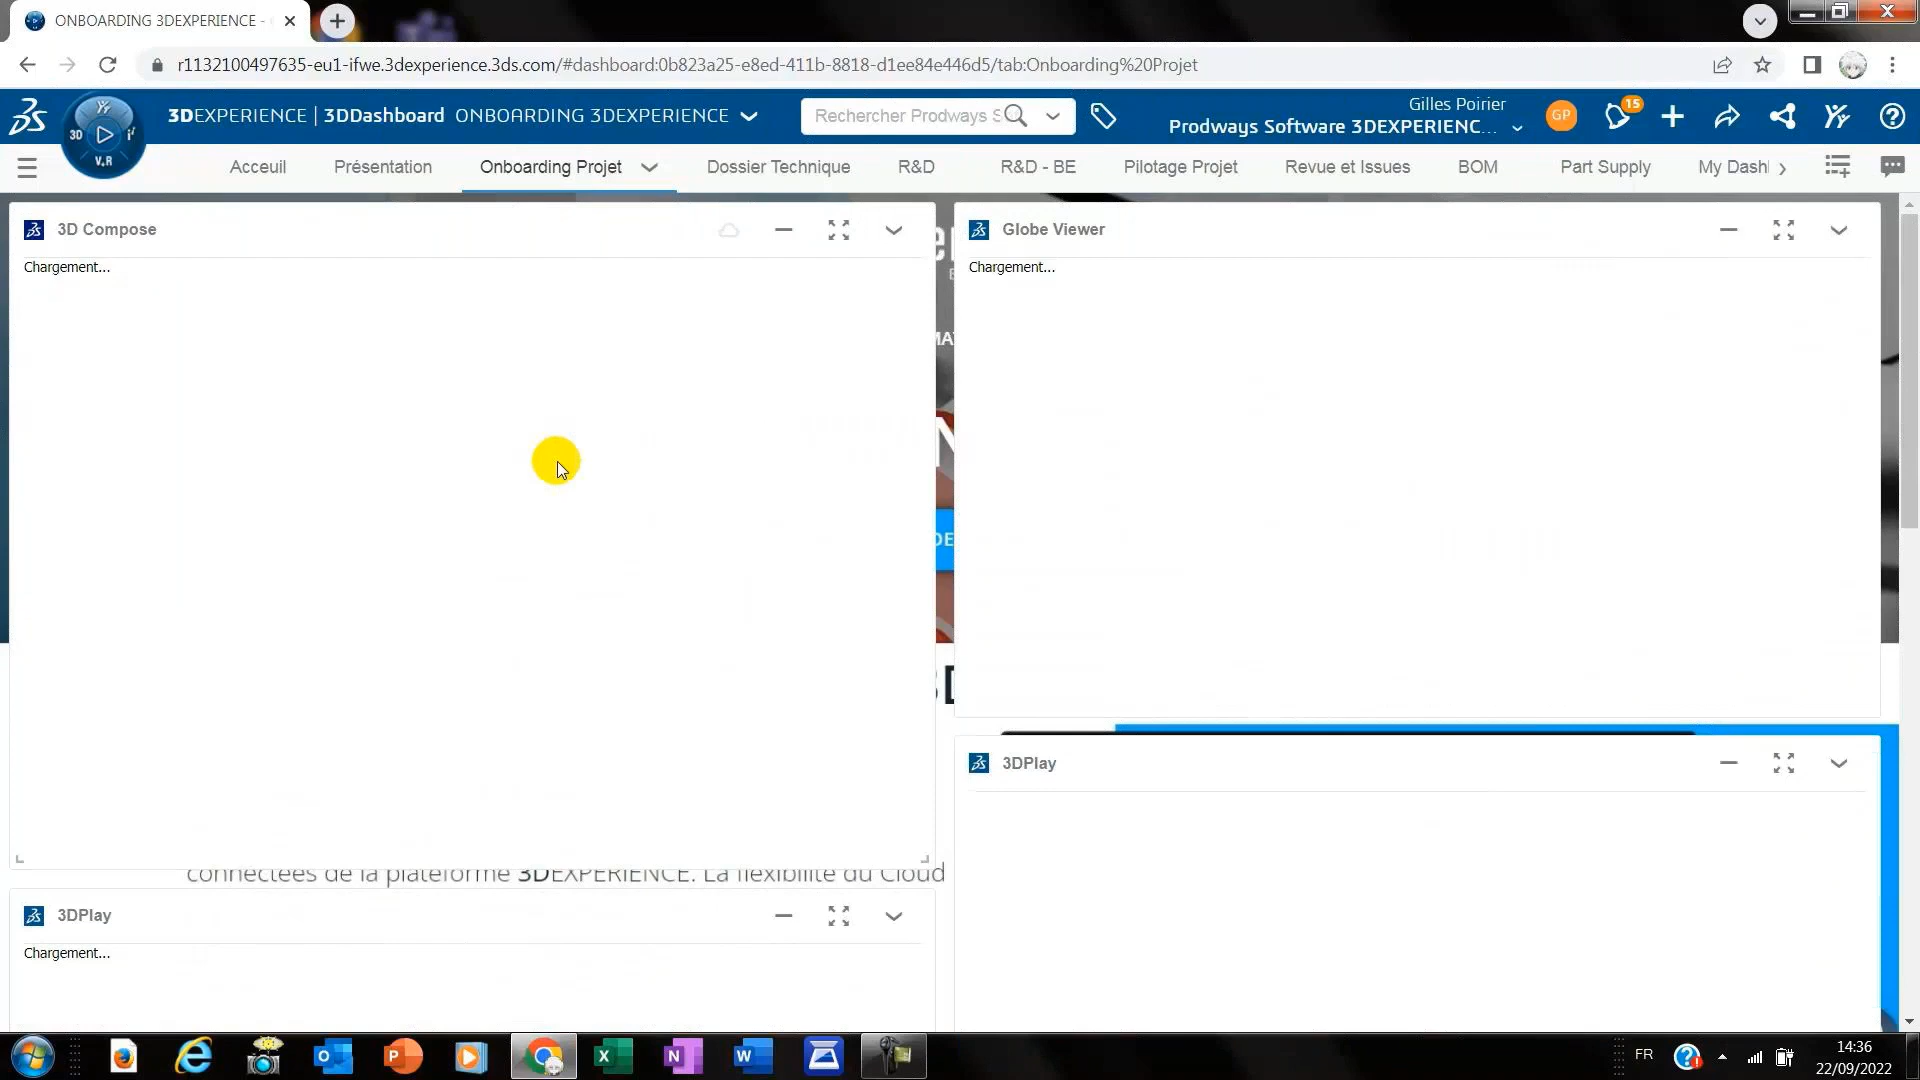 ONBOARDING 3DEXPERIENCE -
r1132100497635-eu1-ifwe.3dexperience.3ds.com/#dashboard:0b823a25-e8ed-411b-8818-d1ee84e446d5/tab:Onboarding%20Projet
3D
V.R
3DEXPERIENCE | 3DDashboard ONBOARDING 3DEXPERIENCE
Rechercher Prodways S
Gilles Poirier
Prodways Software 3DEXPERIENC...
GP
15
Acceuil
Présentation
Onboarding Projet
Dossier Technique
R&D
R&D - BE
Pilotage Projet
Revue et Issues
BOM
Part Supply
My Dash
3D Compose
Chargement...
Globe Viewer
Chargement...
3DPlay
connectées de la plateforme 3DEXPERIENCE. La flexibilité du Cloud
3DPlay
Chargement...
FR
14:36
22/09/2022